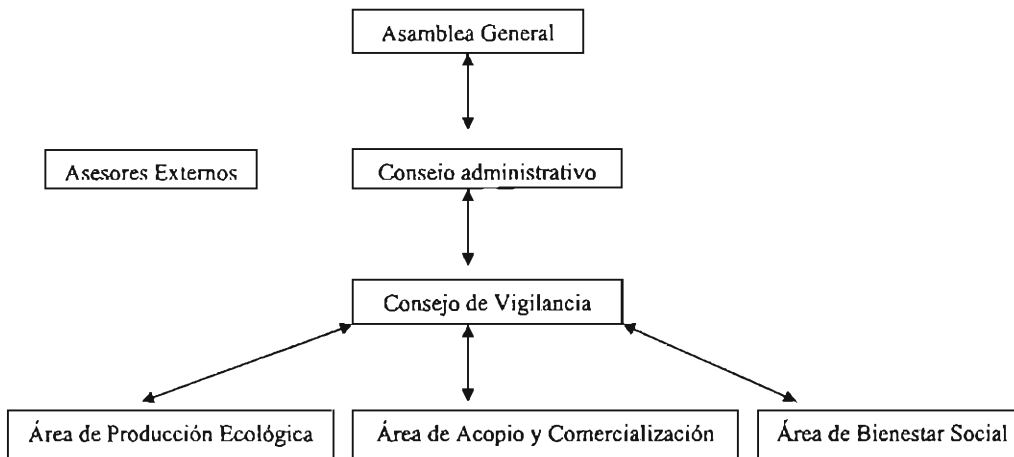 Asamblea General
Asesores Externos
Consejo administrativo
Consejo de Vigilancia
Área de Producción Ecológica
Área de Acopio y Comercialización
Área de Bienestar Social